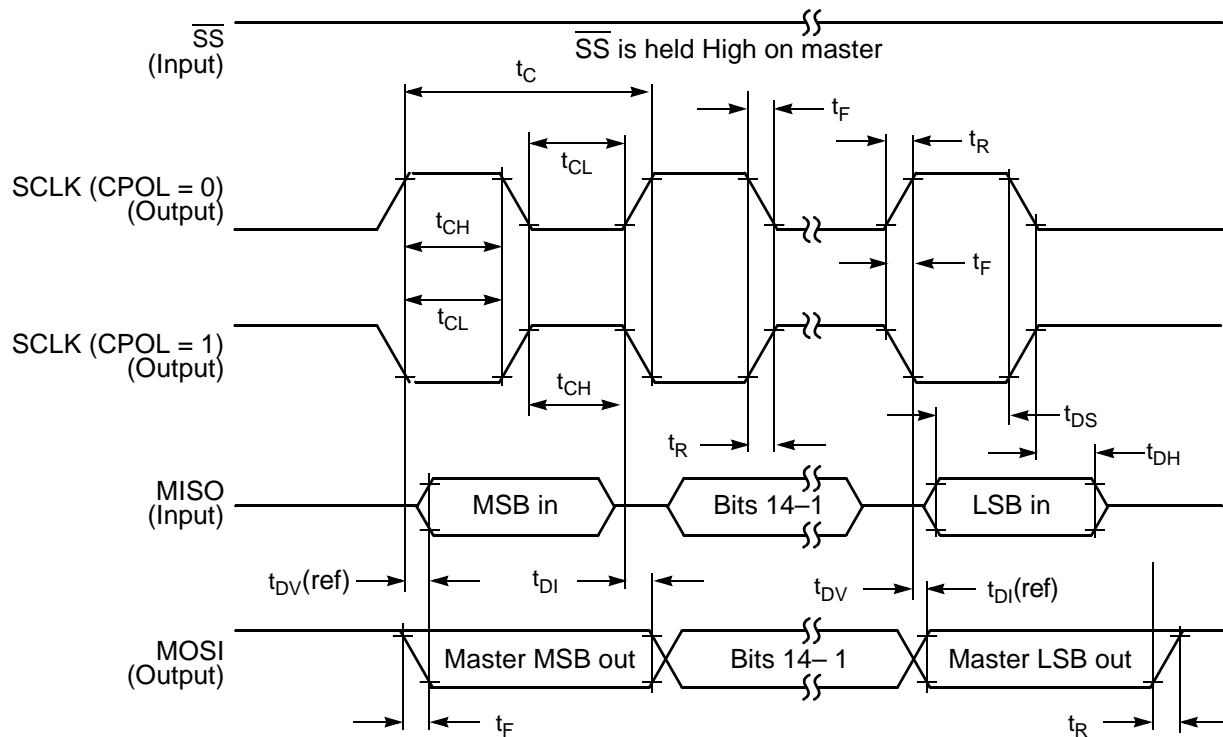 SS
(Input)
SS is held High on master
tC
tF
tR
tCL
SCLK (CPOL = 0)
(Output)
tCH
tF
tCL
SCLK (CPOL = 1)
(Output)
tCH
tDS
tR
tDH
MISO
(Input)
MSB in
Bits 14–1
LSB in
tDV(ref)
tDI
tDV
tDI(ref)
MOSI
(Output)
Master MSB out
Bits 14– 1
Master LSB out
tF
tR